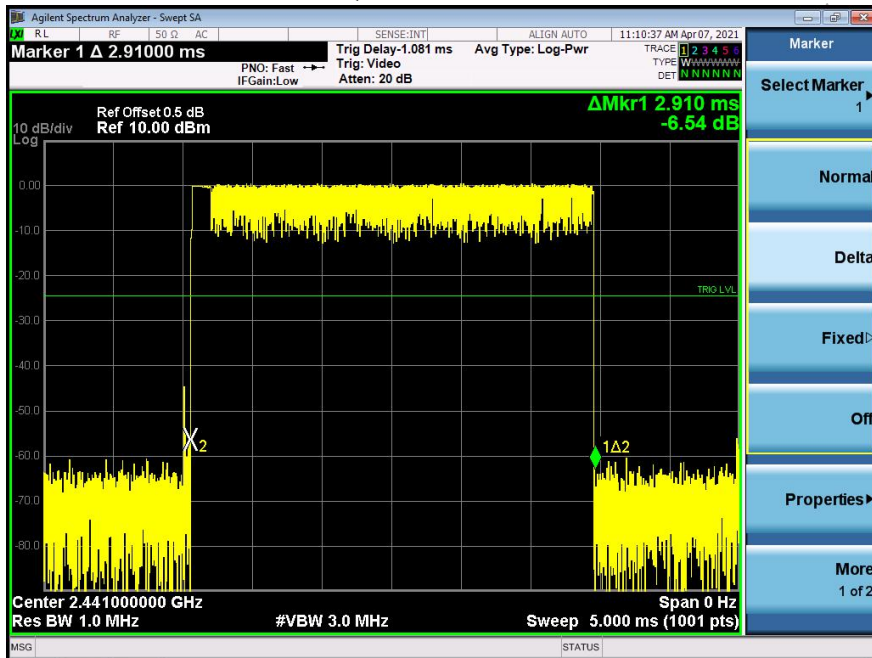 Agilent Spectrum Analyzer - Swept SA
LXI RL RF 50 Ω AC SENSE:INT ALIGN AUTO 11:10:37 AM Apr 07, 2021
Marker 1 Δ 2.91000 ms
PNO: Fast
IFGain:Low
Trig Delay-1.081 ms
Trig: Video
Atten: 20 dB
Avg Type: Log-Pwr
TRACE 1 2 3 4 5 6
TYPE WWWWWW
DET N N N N N N
Ref Offset 0.5 dB
10 dB/div Ref 10.00 dBm
Log
ΔMkr1 2.910 ms
-6.54 dB
0.00
-10.0
-20.0
TRIG LVL
-30.0
-40.0
-50.0
X2
1Δ2
-60.0
-70.0
-80.0
Center 2.441000000 GHz Span 0 Hz
Res BW 1.0 MHz #VBW 3.0 MHz Sweep 5.000 ms (1001 pts)
MSG STATUS
Marker
Select Marker
1
Normal
Delta
Fixed
Off
Properties
More
1 of 2